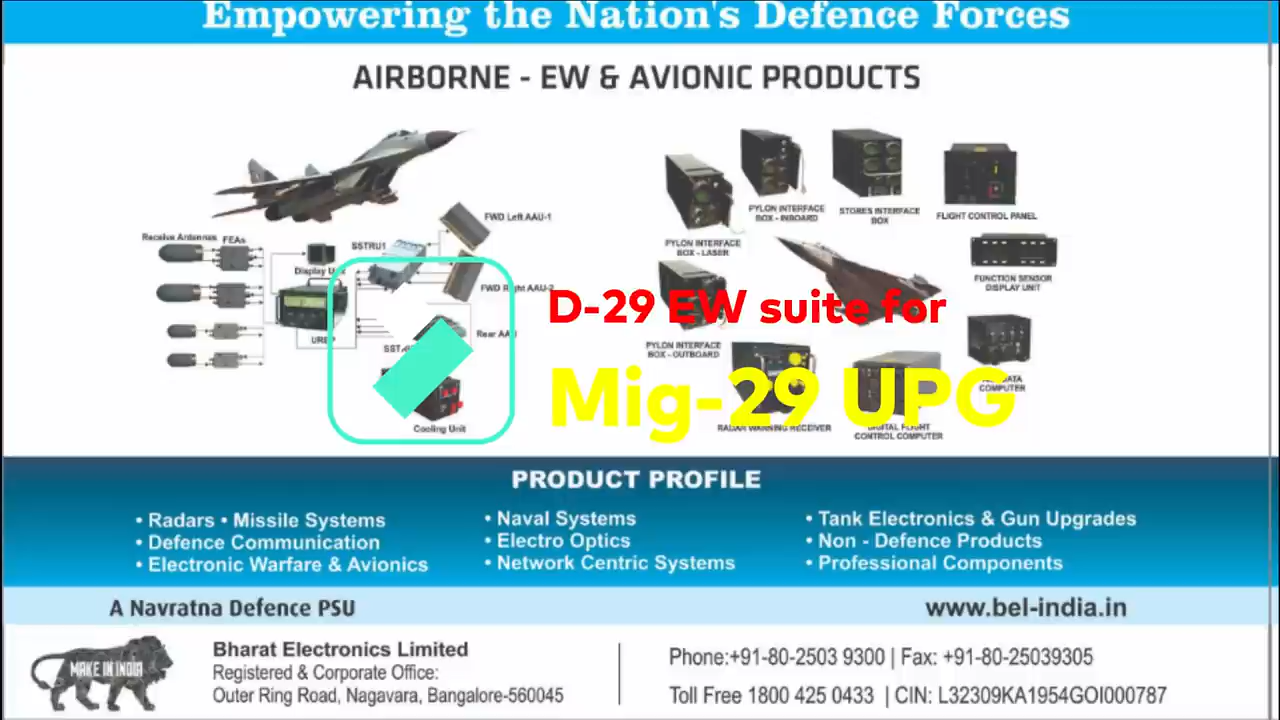 Empowering the Nation's Defence Forces
AIRBORNE - EW & AVIONIC PRODUCTS
Receive Antennas
FEAs
Display
SSTRU1
FWD Left AAU-1
FWD Right AAU-2
Rear
Cooling Unit
PYLON INTERFACE
BOX - LASER
PYLON INTERFACE
BOX - INBOARD
STORES INTERFACE
BOX
FLIGHT CONTROL PANEL
FUNCTION SENSOR
DISPLAY UNIT
PYLON INTERFACE
BOX - OUTBOARD
RADAR WARNING RECEIVER
DIGITAL FLIGHT
CONTROL COMPUTER
DATA
COMPUTER
D-29 EW suite for
Mig-29 UPG
PRODUCT PROFILE
• Radars • Missile Systems
• Defence Communication
• Electronic Warfare & Avionics
• Naval Systems
• Electro Optics
• Network Centric Systems
• Tank Electronics & Gun Upgrades
• Non - Defence Products
• Professional Components
A Navratna Defence PSU
www.bel-india.in
MAKE IN INDIA
Bharat Electronics Limited
Registered & Corporate Office:
Outer Ring Road, Nagavara, Bangalore-560045
Phone:+91-80-2503 9300 | Fax: +91-80-25039305
Toll Free 1800 425 0433 | CIN: L32309KA1954GOI000787